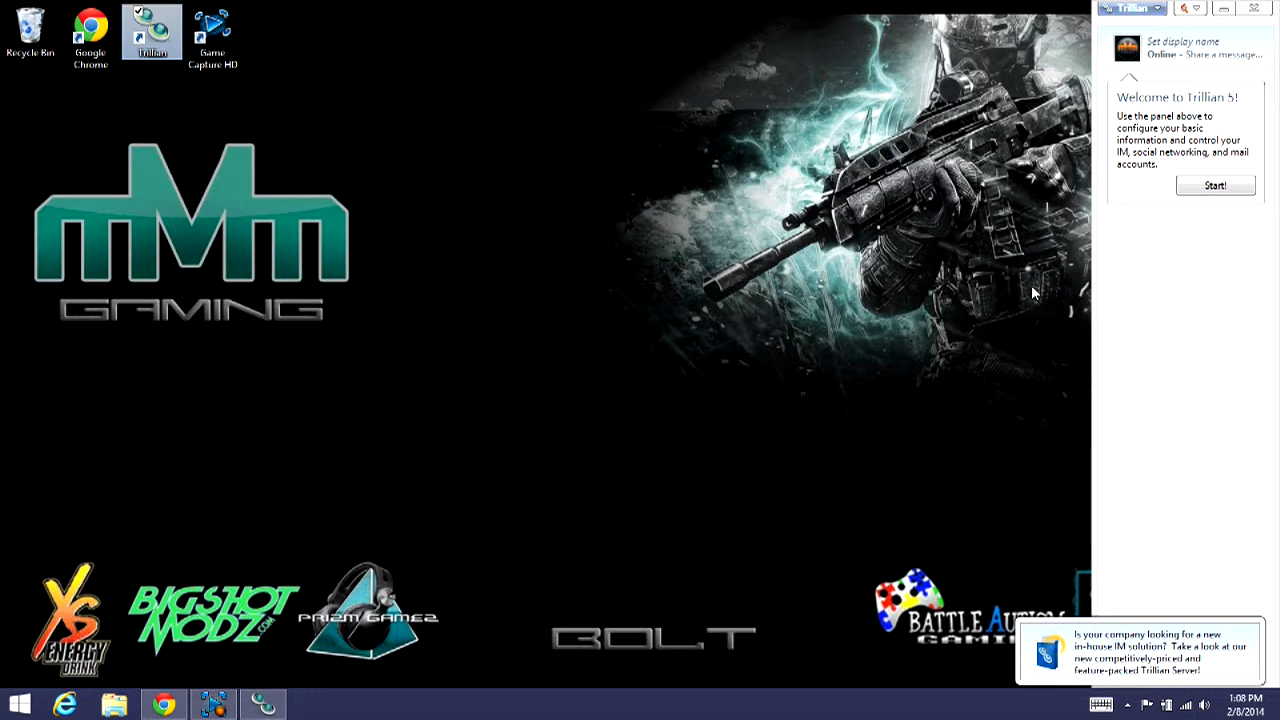 Recycle Bin
Google
Chrome
Trillian
Game
Capture HD
mMm
GAMING
XS
ENERGY
DRINK
BIGSHOT
MODZ.COM
PRIZM GAMEZ
BOLT
BATTLE AUTISM
Trillian
Set display name
Online - Share a message...
Welcome to Trillian 5!
Use the panel above to
configure your basic
information and control your
IM, social networking, and mail
accounts.
Start!
Is your company looking for a new
in-house IM solution? Take a look at our
new competitively-priced and
feature-packed Trillian Server!
1:08 PM
2/8/2014